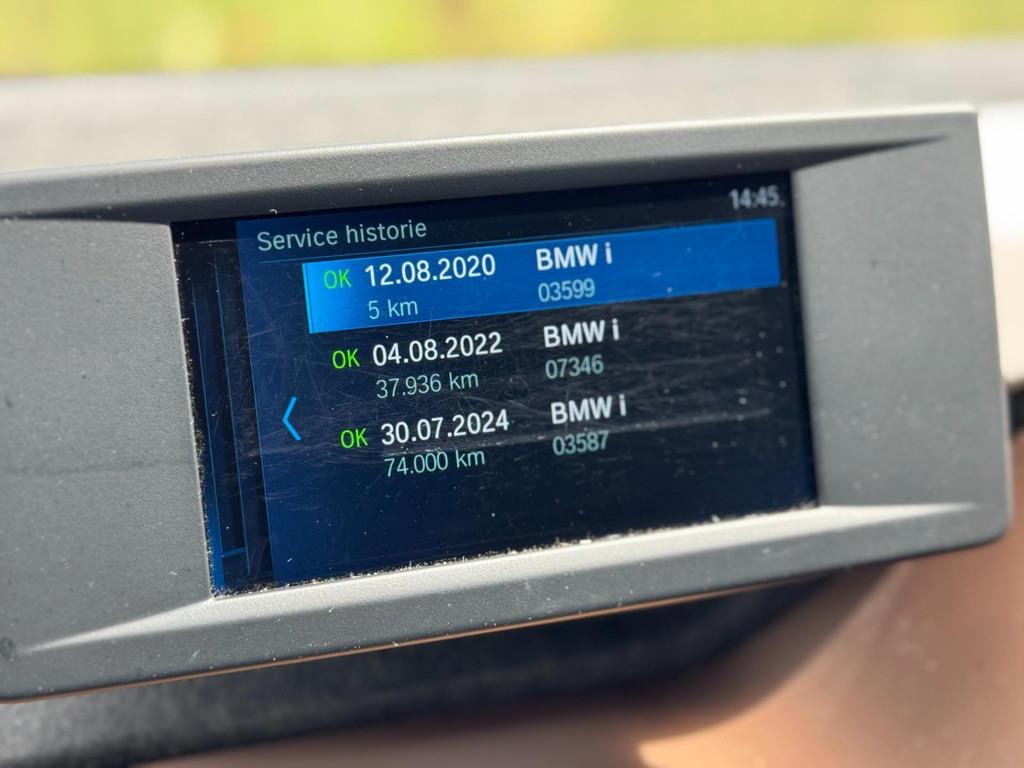 14:45
Service historie
OK 12.08.2020 BMW i
5 km 03599
OK 04.08.2022 BMW i
37.936 km 07346
OK 30.07.2024 BMW i
74.000 km 03587